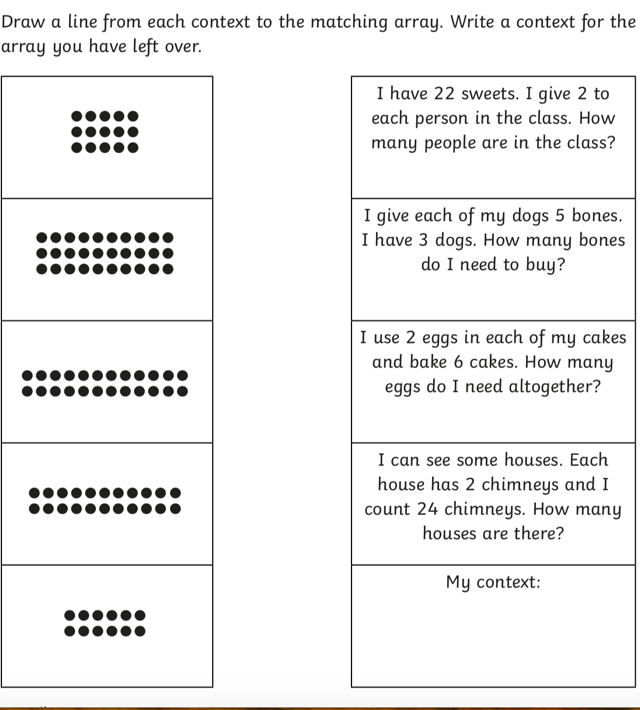 Draw a line from each context to the matching array. Write a context for the
array you have left over.
I have 22 sweets. I give 2 to
each person in the class. How
many people are in the class?
I give each of my dogs 5 bones.
I have 3 dogs. How many bones
do I need to buy?
I use 2 eggs in each of my cakes
and bake 6 cakes. How many
eggs do I need altogether?
I can see some houses. Each
house has 2 chimneys and I
count 24 chimneys. How many
houses are there?
My context: